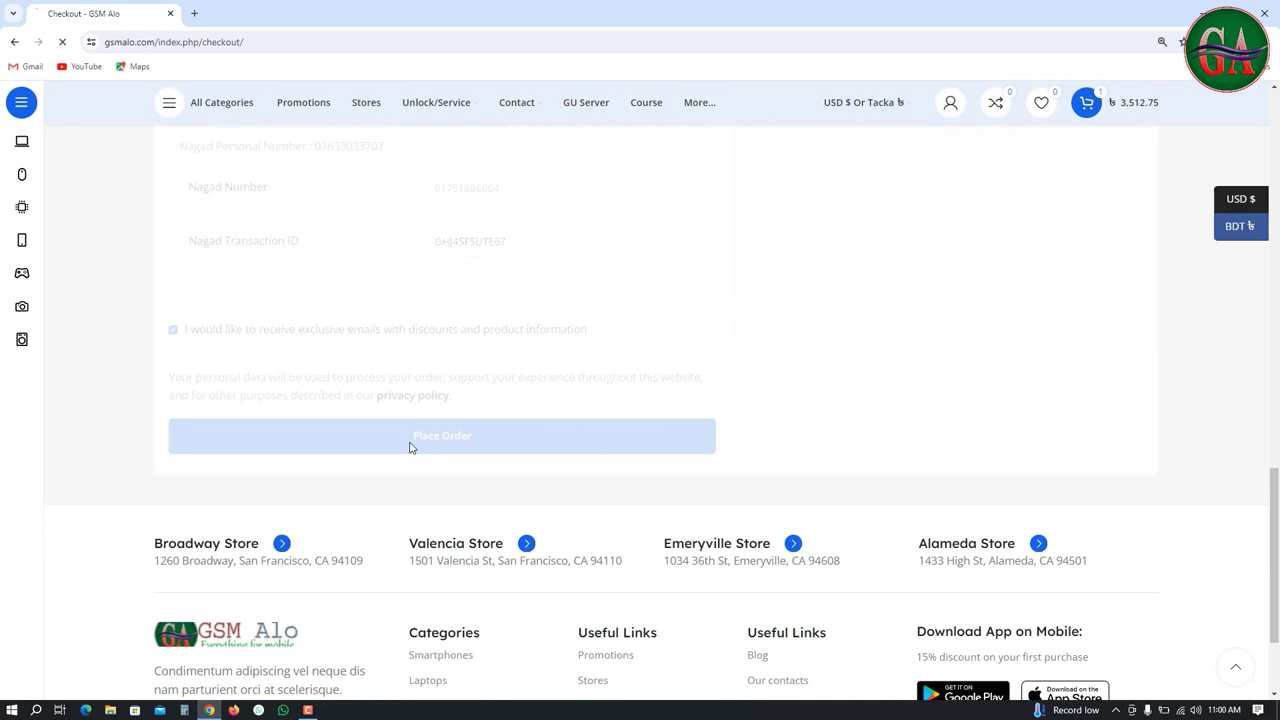 Checkout - GSM Alo
gsmalo.com/index.php/checkout/
GA
Gmail YouTube Maps
All Categories Promotions Stores Unlock/Service Contact GU Server Course More... USD $ Or Tacka ৳ 0 0 1 ৳ 3,512.75
Nagad Personal Number : 01633033707
Nagad Number 01751886004
USD $
BDT ৳
Nagad Transaction ID GHJ45F5UTE67
I would like to receive exclusive emails with discounts and product information
Your personal data will be used to process your order, support your experience throughout this website,
and for other purposes described in our privacy policy.
Place Order
Broadway Store Valencia Store Emeryville Store Alameda Store
1260 Broadway, San Francisco, CA 94109 1501 Valencia St, San Francisco, CA 94110 1034 36th St, Emeryville, CA 94608 1433 High St, Alameda, CA 94501
GA GSM Alo
Everything for mobile
Categories Useful Links Useful Links Download App on Mobile:
Smartphones Promotions Blog 15% discount on your first purchase
Condimentum adipiscing vel neque dis
nam parturient orci at scelerisque.
Laptops Stores Our contacts
GET IT ON
Google Play
Download on the
App Store
Record low 11:00 AM